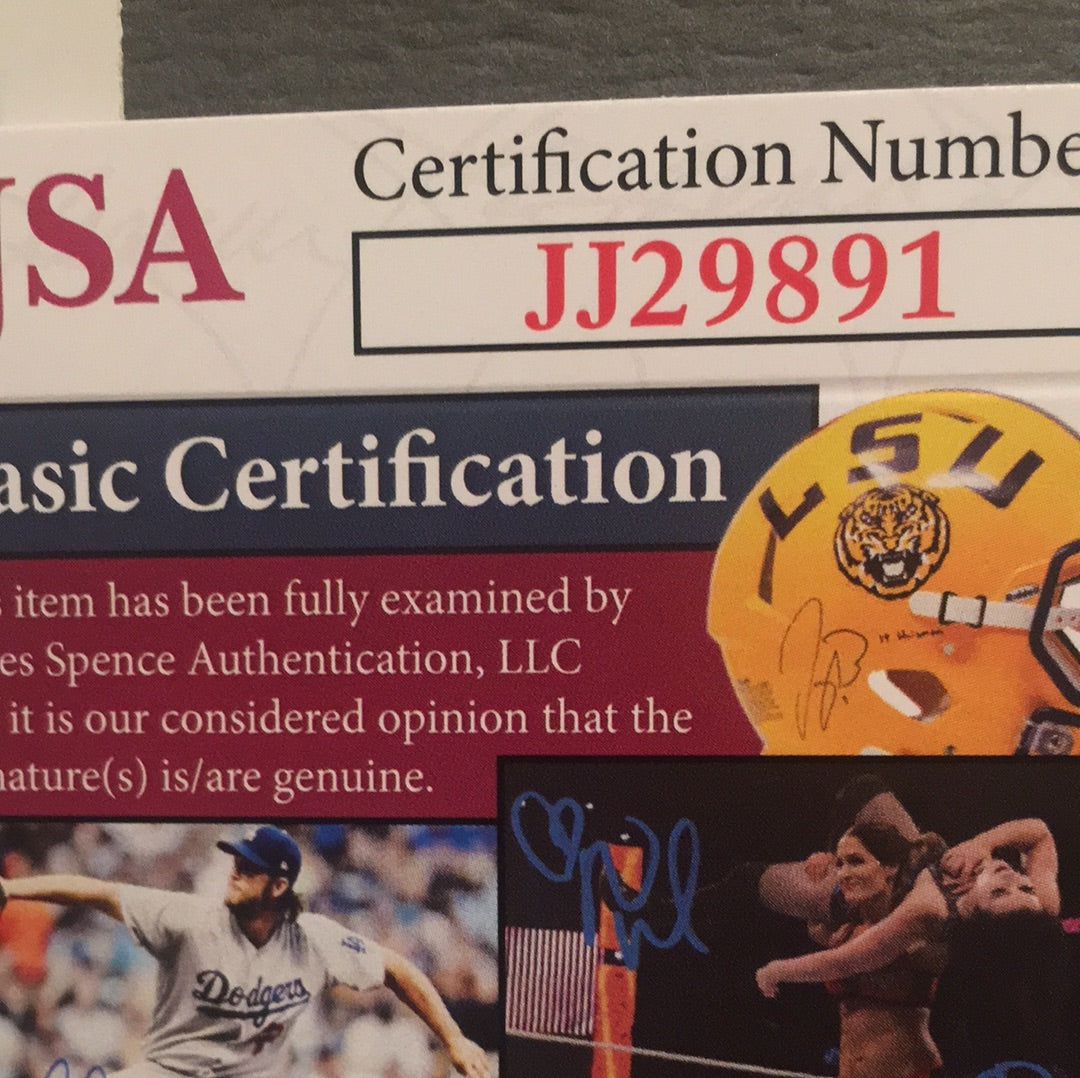 JSA
Certification Numbe
JJ29891
asic Certification
LSU
s item has been fully examined by
es Spence Authentication, LLC
it is our considered opinion that the
nature(s) is/are genuine.
Dodgers
LA